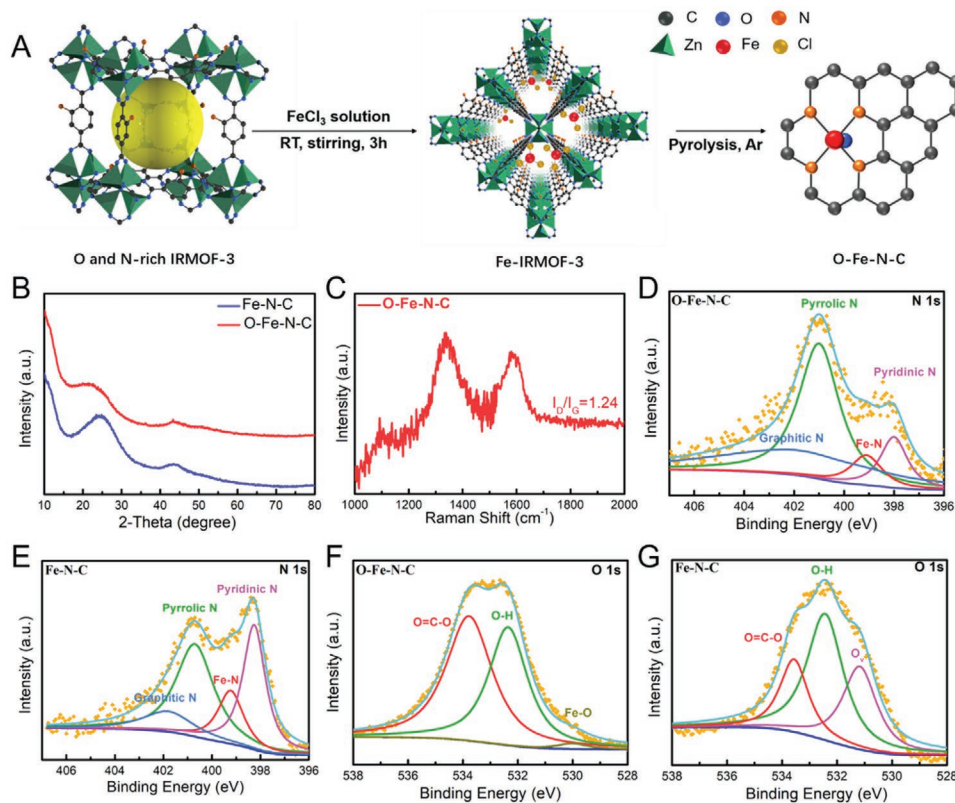 A
C O N
Zn Fe Cl
FeCl₃ solution
RT, stirring, 3h
Pyrolysis, Ar
O and N-rich IRMOF-3
Fe-IRMOF-3
O-Fe-N-C
B
Fe-N-C
O-Fe-N-C
Intensity (a.u.)
10 20 30 40 50 60 70 80
2-Theta (degree)
C
O-Fe-N-C
I_D/I_G=1.24
Intensity (a.u.)
1000 1200 1400 1600 1800 2000
Raman Shift (cm⁻¹)
D
O-Fe-N-C
N 1s
Pyrrolic N
Pyridinic N
Graphitic N
Fe-N
Intensity (a.u.)
406 404 402 400 398 396
Binding Energy (eV)
E
Fe-N-C
N 1s
Pyridinic N
Pyrrolic N
Fe-N
Graphitic N
Intensity (a.u.)
406 404 402 400 398 396
Binding Energy (eV)
F
O-Fe-N-C
O 1s
O=C-O
O-H
Fe-O
Intensity (a.u.)
538 536 534 532 530 528
Binding Energy (eV)
G
Fe-N-C
O 1s
O-H
O=C-O
Intensity (a.u.)
538 536 534 532 530 528
Binding Energy (eV)